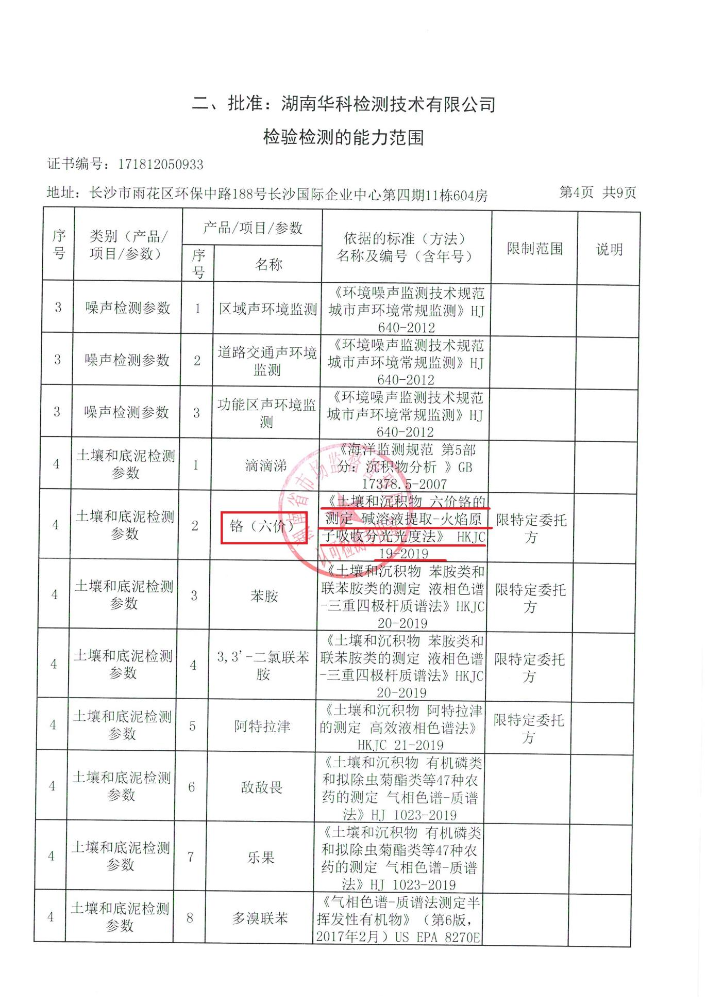 二、批准：湖南华科检测技术有限公司
检验检测的能力范围
证书编号：171812050933
地址：长沙市雨花区环保中路188号长沙国际企业中心第四期11栋604房
第4页 共9页
序
号
类别（产品/
项目/参数）
产品/项目/参数
序
号
名称
依据的标准（方法）
名称及编号（含年号）
限制范围
说明
3
噪声检测参数
1
区域声环境监测
《环境噪声监测技术规范
城市声环境常规监测》HJ
640-2012
3
噪声检测参数
2
道路交通声环境
监测
《环境噪声监测技术规范
城市声环境常规监测》HJ
640-2012
3
噪声检测参数
3
功能区声环境监
测
《环境噪声监测技术规范
城市声环境常规监测》HJ
640-2012
4
土壤和底泥检测
参数
1
滴滴涕
《海洋监测规范 第5部
分：沉积物分析 》GB
17378.5-2007
4
土壤和底泥检测
参数
2
铬（六价）
《土壤和沉积物 六价铬的
测定 碱溶液提取-火焰原
子吸收分光光度法》 HKJC
19-2019
限特定委托
方
4
土壤和底泥检测
参数
3
苯胺
《土壤和沉积物 苯胺类和
联苯胺类的测定 液相色谱
-三重四极杆质谱法》HKJC
20-2019
限特定委托
方
4
土壤和底泥检测
参数
4
3,3'-二氯联苯
胺
《土壤和沉积物 苯胺类和
联苯胺类的测定 液相色谱
-三重四极杆质谱法》HKJC
20-2019
限特定委托
方
4
土壤和底泥检测
参数
5
阿特拉津
《土壤和沉积物 阿特拉津
的测定 高效液相色谱法》
HKJC 21-2019
限特定委托
方
4
土壤和底泥检测
参数
6
敌敌畏
《土壤和沉积物 有机磷类
和拟除虫菊酯类等47种农
药的测定 气相色谱-质谱
法》HJ 1023-2019
4
土壤和底泥检测
参数
7
乐果
《土壤和沉积物 有机磷类
和拟除虫菊酯类等47种农
药的测定 气相色谱-质谱
法》HJ 1023-2019
4
土壤和底泥检测
参数
8
多溴联苯
《气相色谱-质谱法测定半
挥发性有机物》（第6版，
2017年2月）US EPA 8270E
湖南省市场监督管理局
认可检测专用章